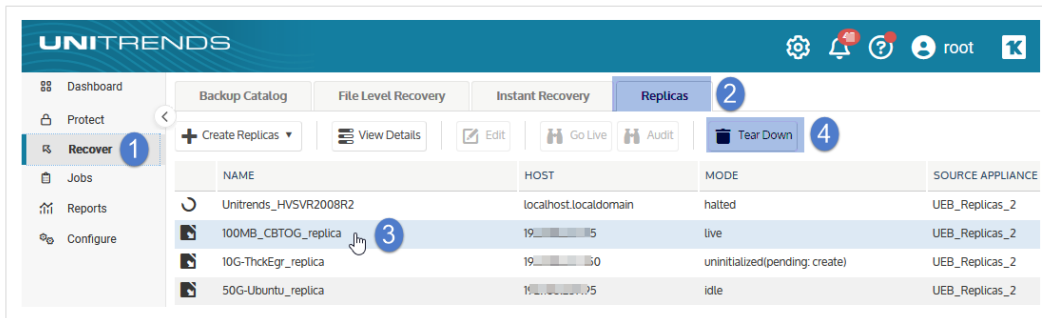 UNITRENDS
root
Dashboard
Protect
Recover 1
Jobs
Reports
Configure
Backup Catalog File Level Recovery Instant Recovery Replicas 2
Create Replicas View Details Edit Go Live Audit Tear Down 4
NAME HOST MODE SOURCE APPLIANCE
Unitrends_HVSVR2008R2 localhost.localdomain halted UEB_Replicas_2
100MB_CBTOG_replica 3 live UEB_Replicas_2
10G-ThckEgr_replica uninitialized(pending: create) UEB_Replicas_2
50G-Ubuntu_replica idle UEB_Replicas_2